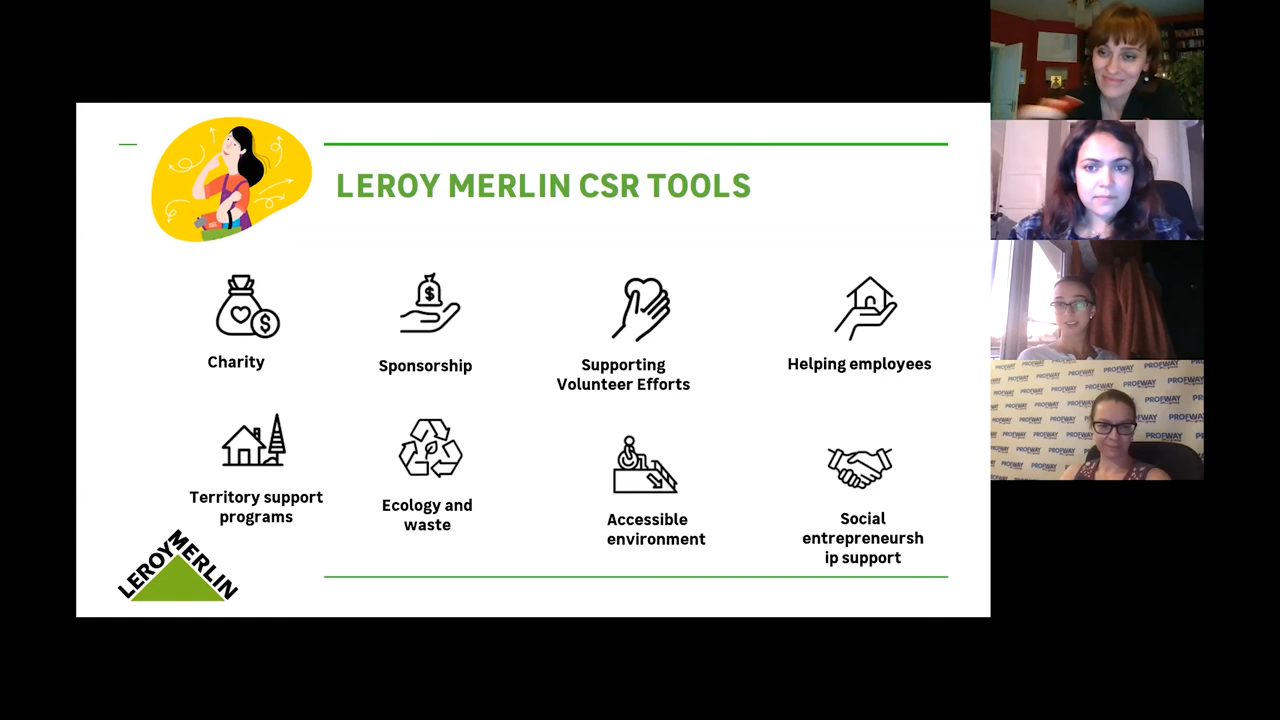 LEROY MERLIN CSR TOOLS
Charity
Sponsorship
Supporting
Volunteer Efforts
Helping employees
Territory support
programs
Ecology and
waste
Accessible
environment
Social
entrepreneursh
ip support
LEROY MERLIN
PROFWAY